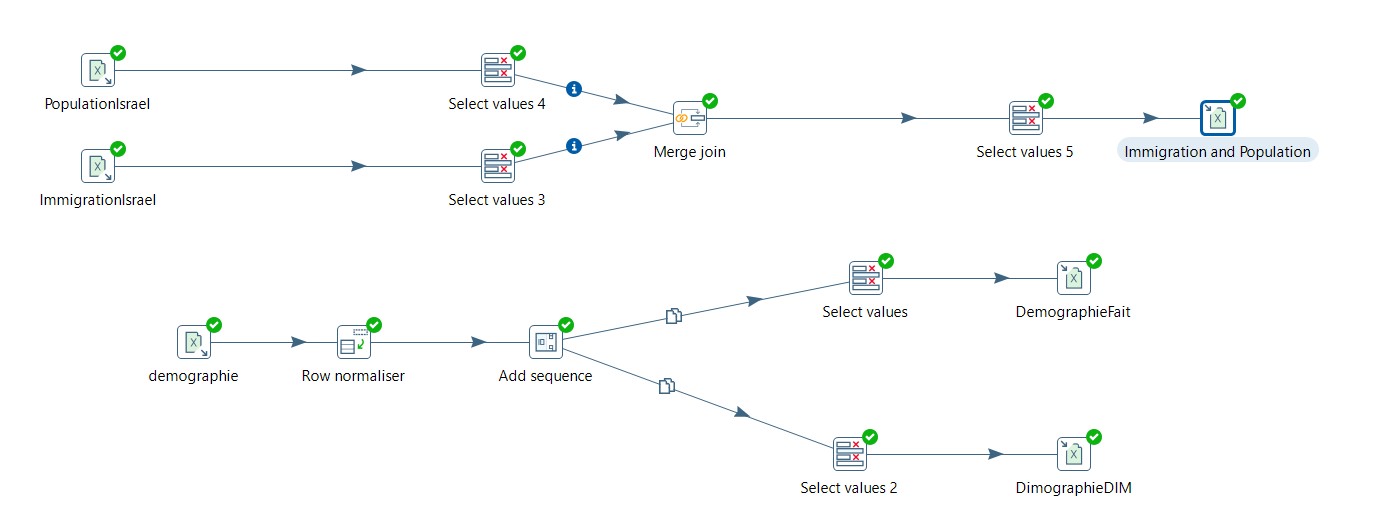 PopulationIsrael
Select values 4
Merge join
Select values 5
Immigration and Population
ImmigrationIsrael
Select values 3
Select values
DemographieFait
demographie
Row normaliser
Add sequence
Select values 2
DimographieDIM